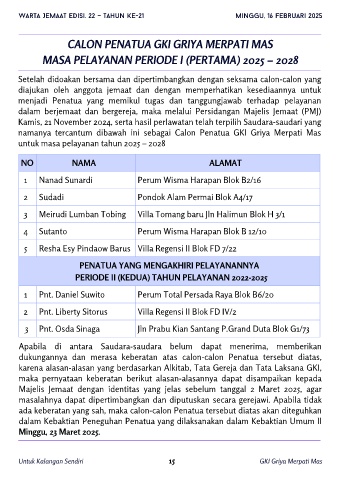 WARTA JEMAAT EDISI. 22 – TAHUN KE-21 MINGGU, 16 FEBRUARI 2025
CALON PENATUA GKI GRIYA MERPATI MAS
MASA PELAYANAN PERIODE I (PERTAMA) 2025 – 2028
Setelah didoakan bersama dan dipertimbangkan dengan seksama calon-calon yang
diajukan oleh anggota jemaat dan dengan memperhatikan kesediaannya untuk
menjadi Penatua yang memikul tugas dan tanggungjawab terhadap pelayanan
dalam berjemaat dan bergereja, maka melalui Persidangan Majelis Jemaat (PMJ)
Kamis, 21 November 2024, serta hasil perlawatan telah terpilih Saudara-saudari yang
namanya tercantum dibawah ini sebagai Calon Penatua GKI Griya Merpati Mas
untuk masa pelayanan tahun 2025 – 2028
NO NAMA ALAMAT
1 Nanad Sunardi Perum Wisma Harapan Blok B2/16
2 Sudadi Pondok Alam Permai Blok A4/17
3 Meirudi Lumban Tobing Villa Tomang baru Jln Halimun Blok H 3/1
4 Sutanto Perum Wisma Harapan Blok B 12/10
5 Resha Esy Pindaow Barus Villa Regensi II Blok FD 7/22
PENATUA YANG MENGAKHIRI PELAYANANNYA
PERIODE II (KEDUA) TAHUN PELAYANAN 2022-2025
1 Pnt. Daniel Suwito Perum Total Persada Raya Blok B6/20
2 Pnt. Liberty Sitorus Villa Regensi II Blok FD IV/2
3 Pnt. Osda Sinaga Jln Prabu Kian Santang P.Grand Duta Blok G1/73
Apabila di antara Saudara-saudara belum dapat menerima, memberikan
dukungannya dan merasa keberatan atas calon-calon Penatua tersebut diatas,
karena alasan-alasan yang berdasarkan Alkitab, Tata Gereja dan Tata Laksana GKI,
maka pernyataan keberatan berikut alasan-alasannya dapat disampaikan kepada
Majelis Jemaat dengan identitas yang jelas sebelum tanggal 2 Maret 2025, agar
masalahnya dapat dipertimbangkan dan diputuskan secara gerejawi. Apabila tidak
ada keberatan yang sah, maka calon-calon Penatua tersebut diatas akan diteguhkan
dalam Kebaktian Peneguhan Penatua yang dilaksanakan dalam Kebaktian Umum II
Minggu, 23 Maret 2025.
Untuk Kalangan Sendiri 15 GKI Griya Merpati Mas